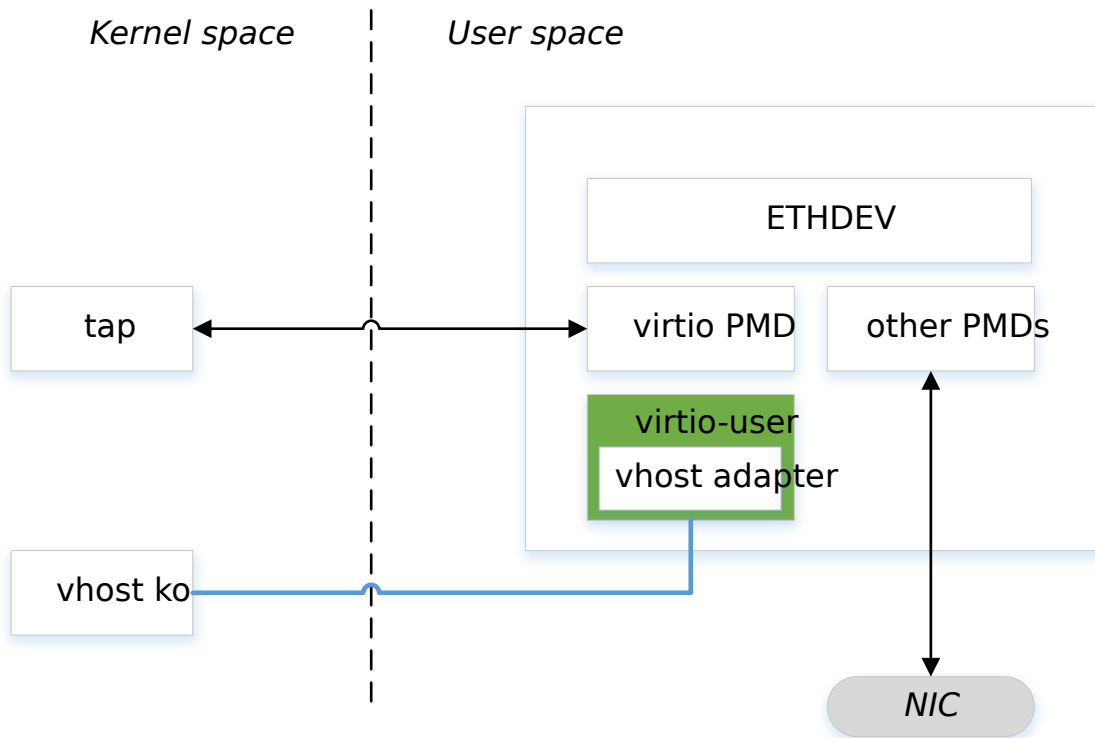 Kernel space
User space
ETHDEV
tap
virtio PMD
other PMDs
virtio-user
vhost adapter
vhost ko
NIC